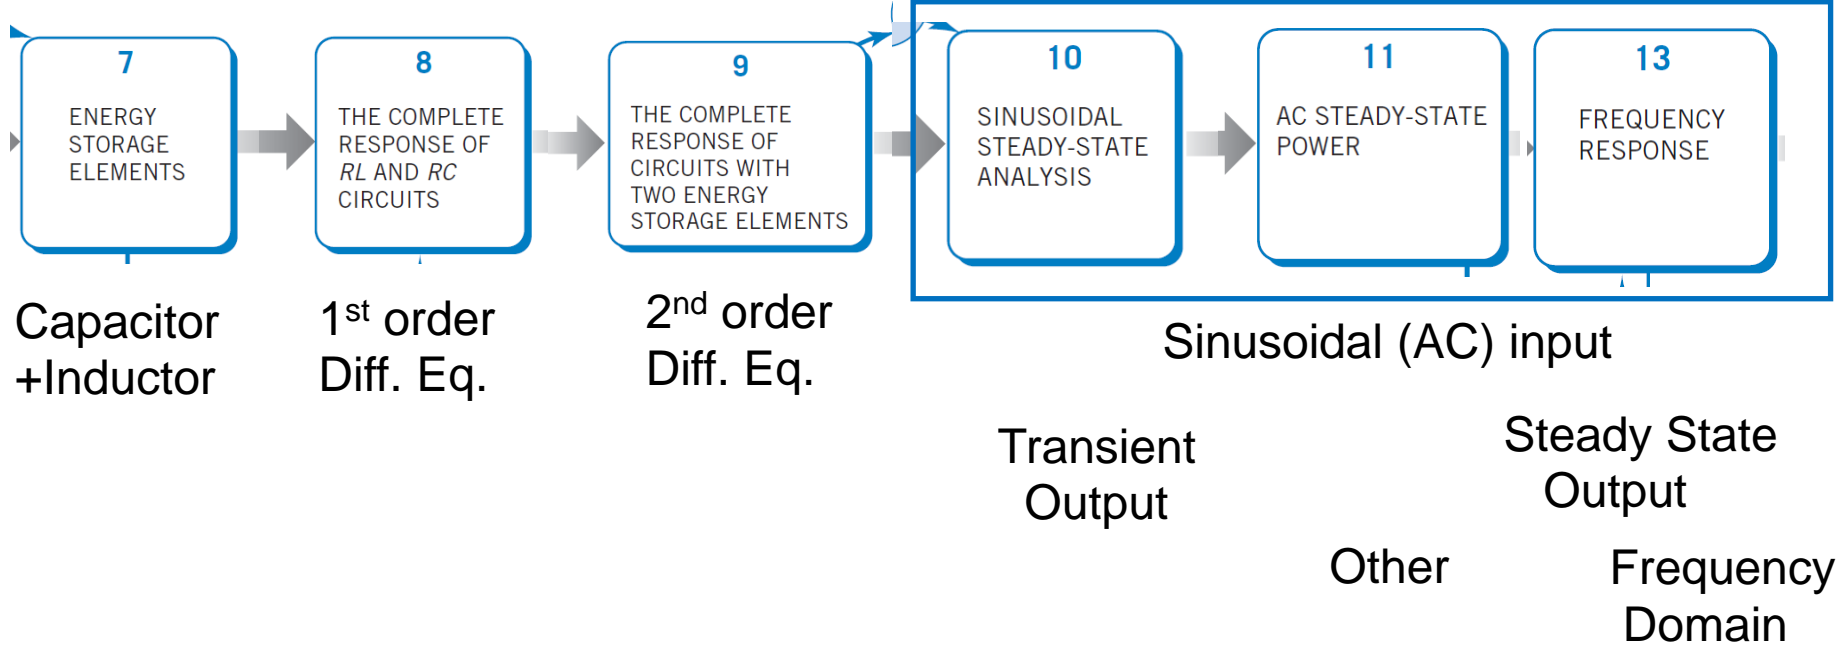 7
ENERGY
STORAGE
ELEMENTS
8
THE COMPLETE
RESPONSE OF
RL AND RC
CIRCUITS
9
THE COMPLETE
RESPONSE OF
CIRCUITS WITH
TWO ENERGY
STORAGE ELEMENTS
10
SINUSOIDAL
STEADY-STATE
ANALYSIS
11
AC STEADY-STATE
POWER
13
FREQUENCY
RESPONSE
Capacitor
+Inductor
1st order
Diff. Eq.
2nd order
Diff. Eq.
Sinusoidal (AC) input
Transient
Output
Steady State
Output
Other
Frequency
Domain